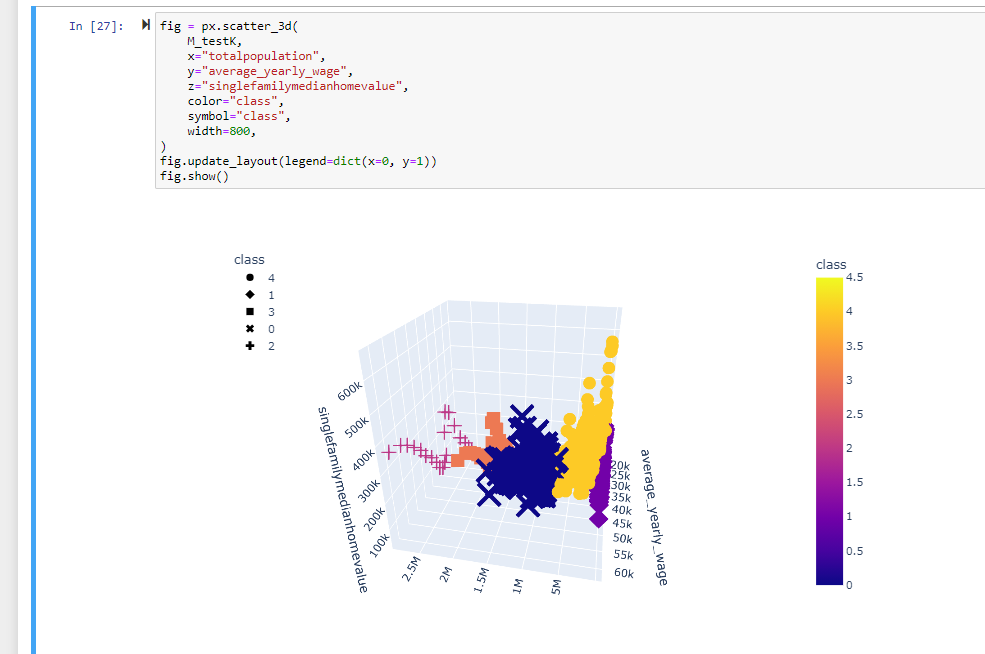 In [27]:
fig = px.scatter_3d(
    M_testK,
    x="totalpopulation",
    y="average_yearly_wage",
    z="singlefamilymedianhomevalue",
    color="class",
    symbol="class",
    width=800,
)
fig.update_layout(legend=dict(x=0, y=1))
fig.show()
class
4
1
3
0
2
class
4.5
4
3.5
3
2.5
2
1.5
1
0.5
0
singlefamilymedianhomevalue
600k
500k
400k
300k
200k
100k
2.5M
2M
1.5M
1M
5M
20k
25k
30k
35k
40k
45k
50k
55k
60k
average_yearly_wage